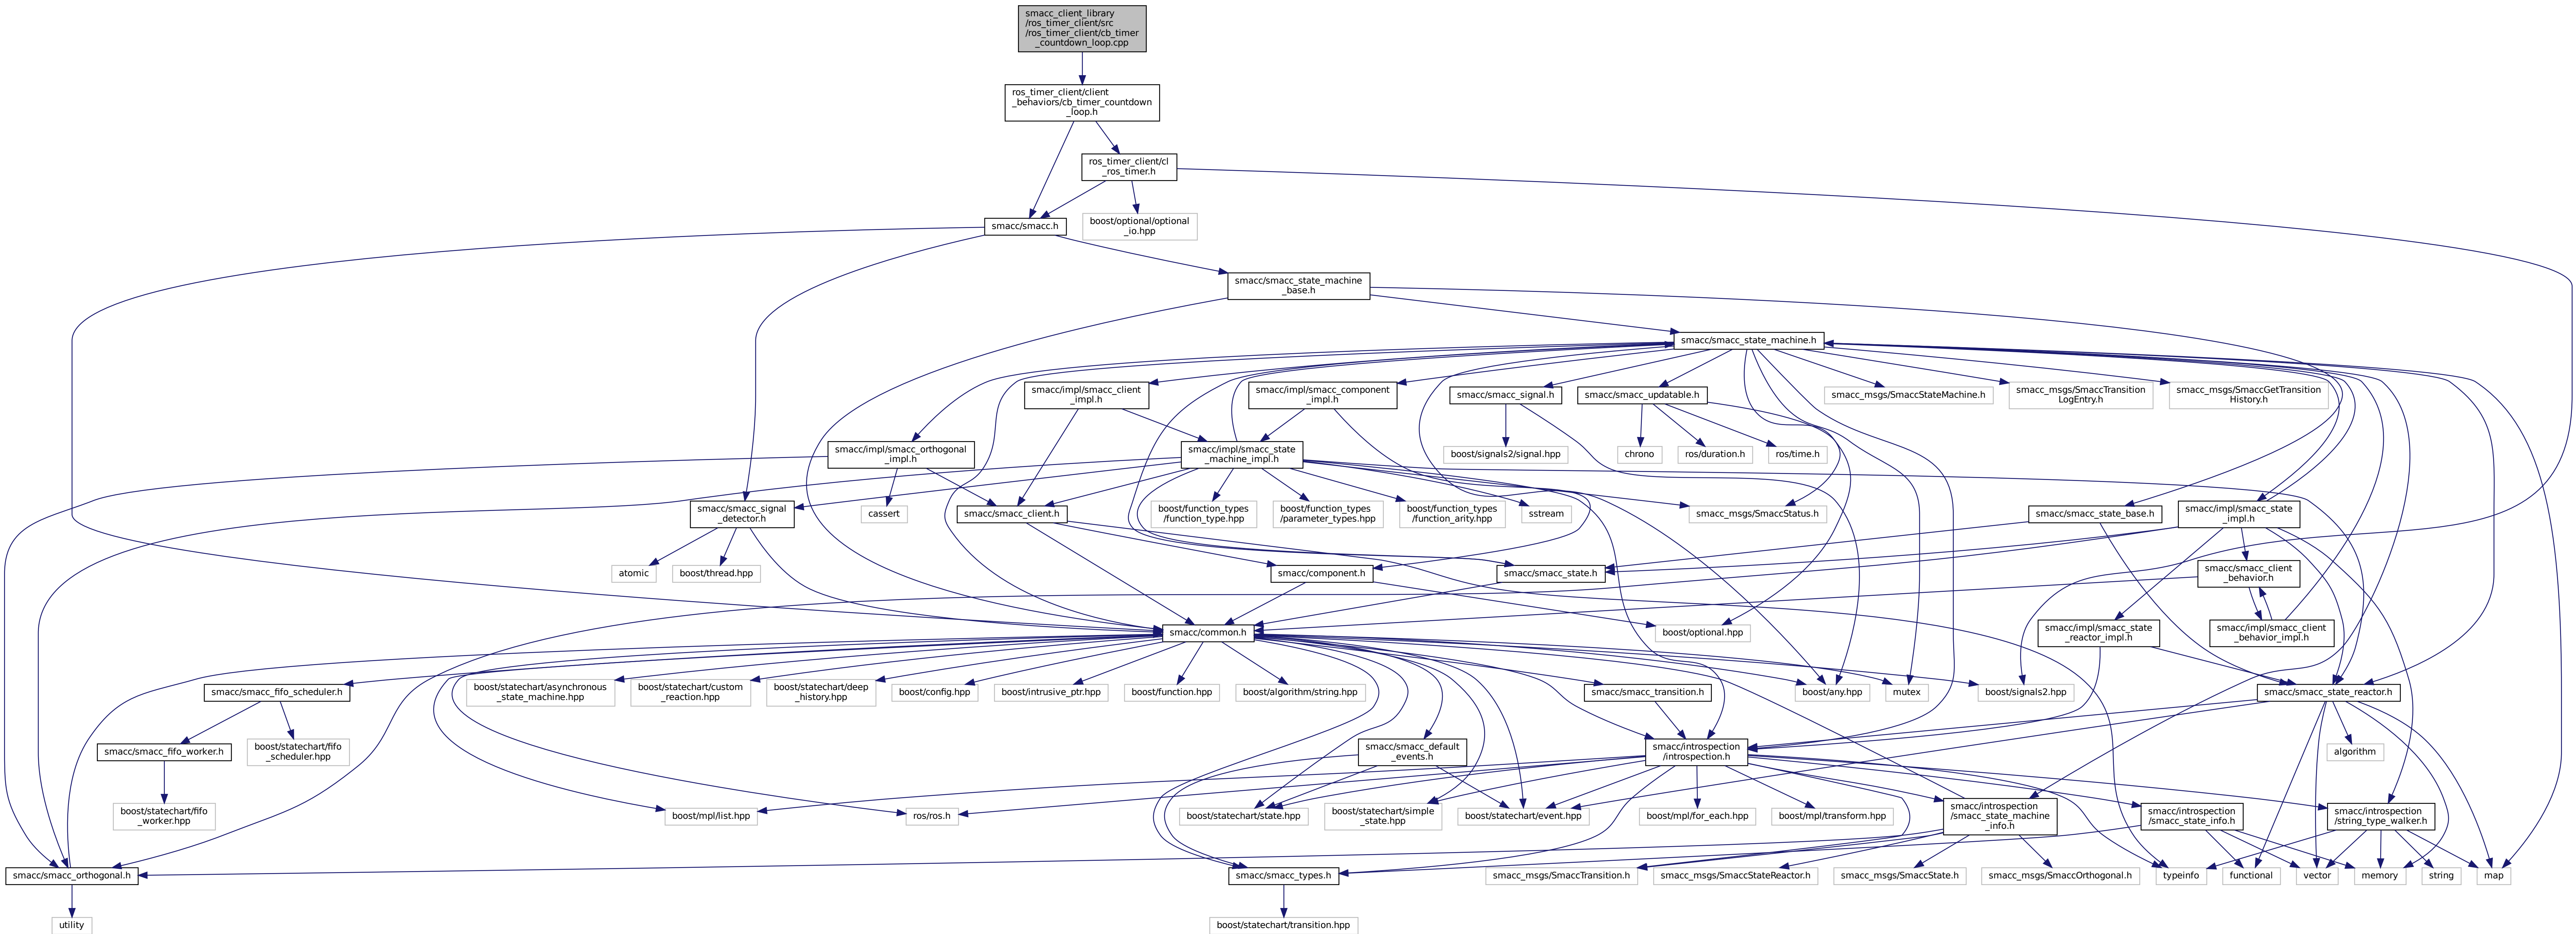 smacc_client_library
/ros_timer_client/src
/ros_timer_client/cb_timer
_countdown_loop.cpp
ros_timer_client/client
_behaviors/cb_timer_countdown
_loop.h
ros_timer_client/cl
_ros_timer.h
smacc/smacc.h
boost/optional/optional
_io.hpp
smacc/smacc_state_machine
_base.h
smacc/smacc_state_machine.h
smacc/impl/smacc_client
_impl.h
smacc/impl/smacc_component
_impl.h
smacc/smacc_signal.h
smacc/smacc_updatable.h
smacc_msgs/SmaccStateMachine.h
smacc_msgs/SmaccTransition
LogEntry.h
smacc_msgs/SmaccGetTransition
History.h
smacc/impl/smacc_orthogonal
_impl.h
smacc/impl/smacc_state
_machine_impl.h
boost/signals2/signal.hpp
chrono
ros/duration.h
ros/time.h
smacc/smacc_signal
_detector.h
cassert
smacc/smacc_client.h
boost/function_types
/function_type.hpp
boost/function_types
/parameter_types.hpp
boost/function_types
/function_arity.hpp
sstream
smacc_msgs/SmaccStatus.h
smacc/smacc_state_base.h
smacc/impl/smacc_state
_impl.h
atomic
boost/thread.hpp
smacc/component.h
smacc/smacc_state.h
smacc/smacc_client
_behavior.h
smacc/common.h
boost/optional.hpp
smacc/impl/smacc_state
_reactor_impl.h
smacc/impl/smacc_client
_behavior_impl.h
smacc/smacc_fifo_scheduler.h
boost/statechart/asynchronous
_state_machine.hpp
boost/statechart/custom
_reaction.hpp
boost/statechart/deep
_history.hpp
boost/config.hpp
boost/intrusive_ptr.hpp
boost/function.hpp
boost/algorithm/string.hpp
smacc/smacc_transition.h
boost/any.hpp
mutex
boost/signals2.hpp
smacc/smacc_state_reactor.h
smacc/smacc_fifo_worker.h
boost/statechart/fifo
_scheduler.hpp
smacc/smacc_default
_events.h
smacc/introspection
/introspection.h
algorithm
boost/statechart/fifo
_worker.hpp
boost/mpl/list.hpp
ros/ros.h
boost/statechart/state.hpp
boost/statechart/simple
_state.hpp
boost/statechart/event.hpp
boost/mpl/for_each.hpp
boost/mpl/transform.hpp
smacc/introspection
/smacc_state_machine
_info.h
smacc/introspection
/smacc_state_info.h
smacc/introspection
/string_type_walker.h
smacc/smacc_orthogonal.h
smacc/smacc_types.h
smacc_msgs/SmaccTransition.h
smacc_msgs/SmaccStateReactor.h
smacc_msgs/SmaccState.h
smacc_msgs/SmaccOrthogonal.h
typeinfo
functional
vector
memory
string
map
utility
boost/statechart/transition.hpp